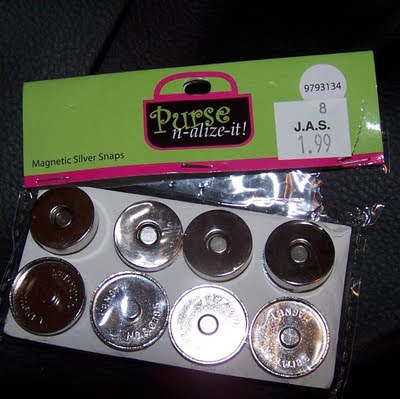 9793134
8
J.A.S.
1.99
Purse
n-alize-it!
Magnetic Silver Snaps